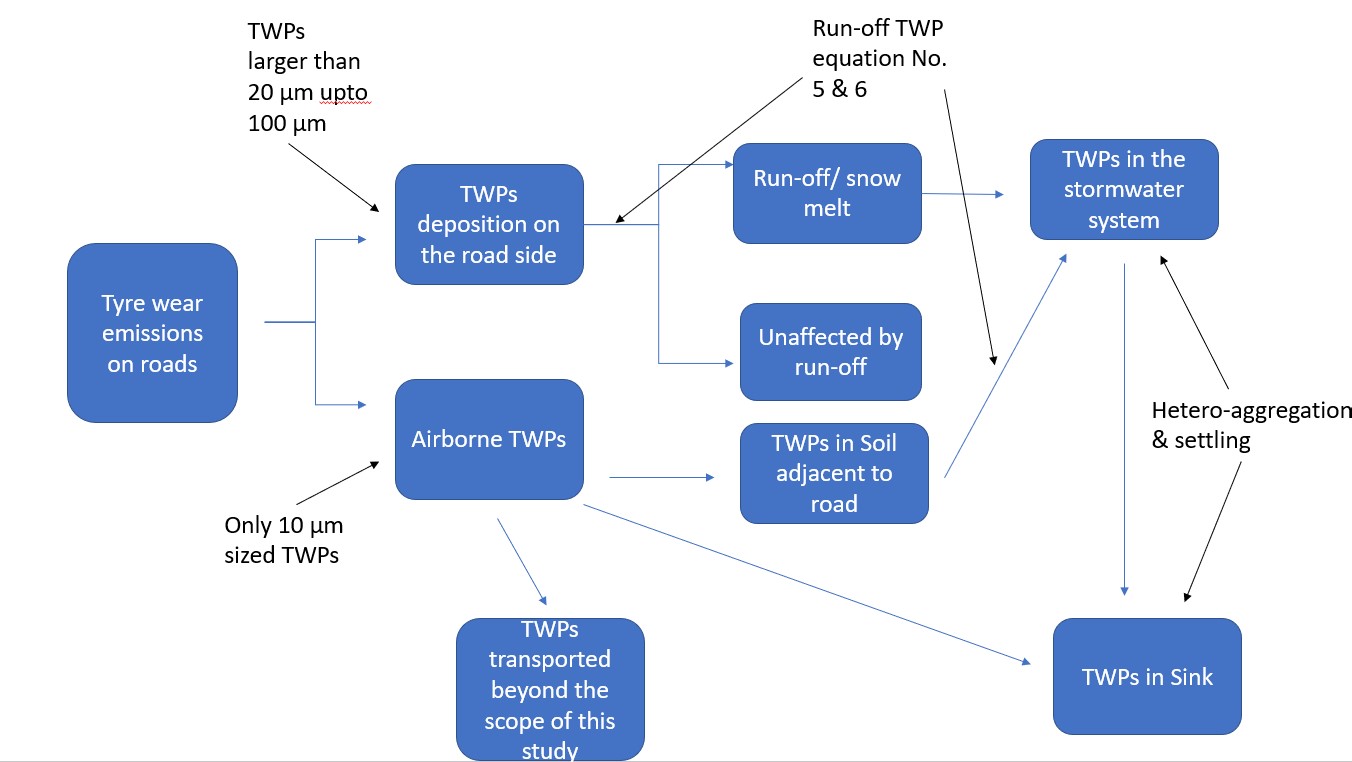 TWPs
larger than
20 µm upto
100 µm
Run-off TWP
equation No.
5 & 6
TWPs
deposition on
the road side
Run-off/ snow
melt
TWPs in the
stormwater
system
Tyre wear
emissions
on roads
Unaffected by
run-off
Airborne TWPs
TWPs in Soil
adjacent to
road
Hetero-aggregation
& settling
Only 10 µm
sized TWPs
TWPs
transported
beyond the
scope of this
study
TWPs in Sink